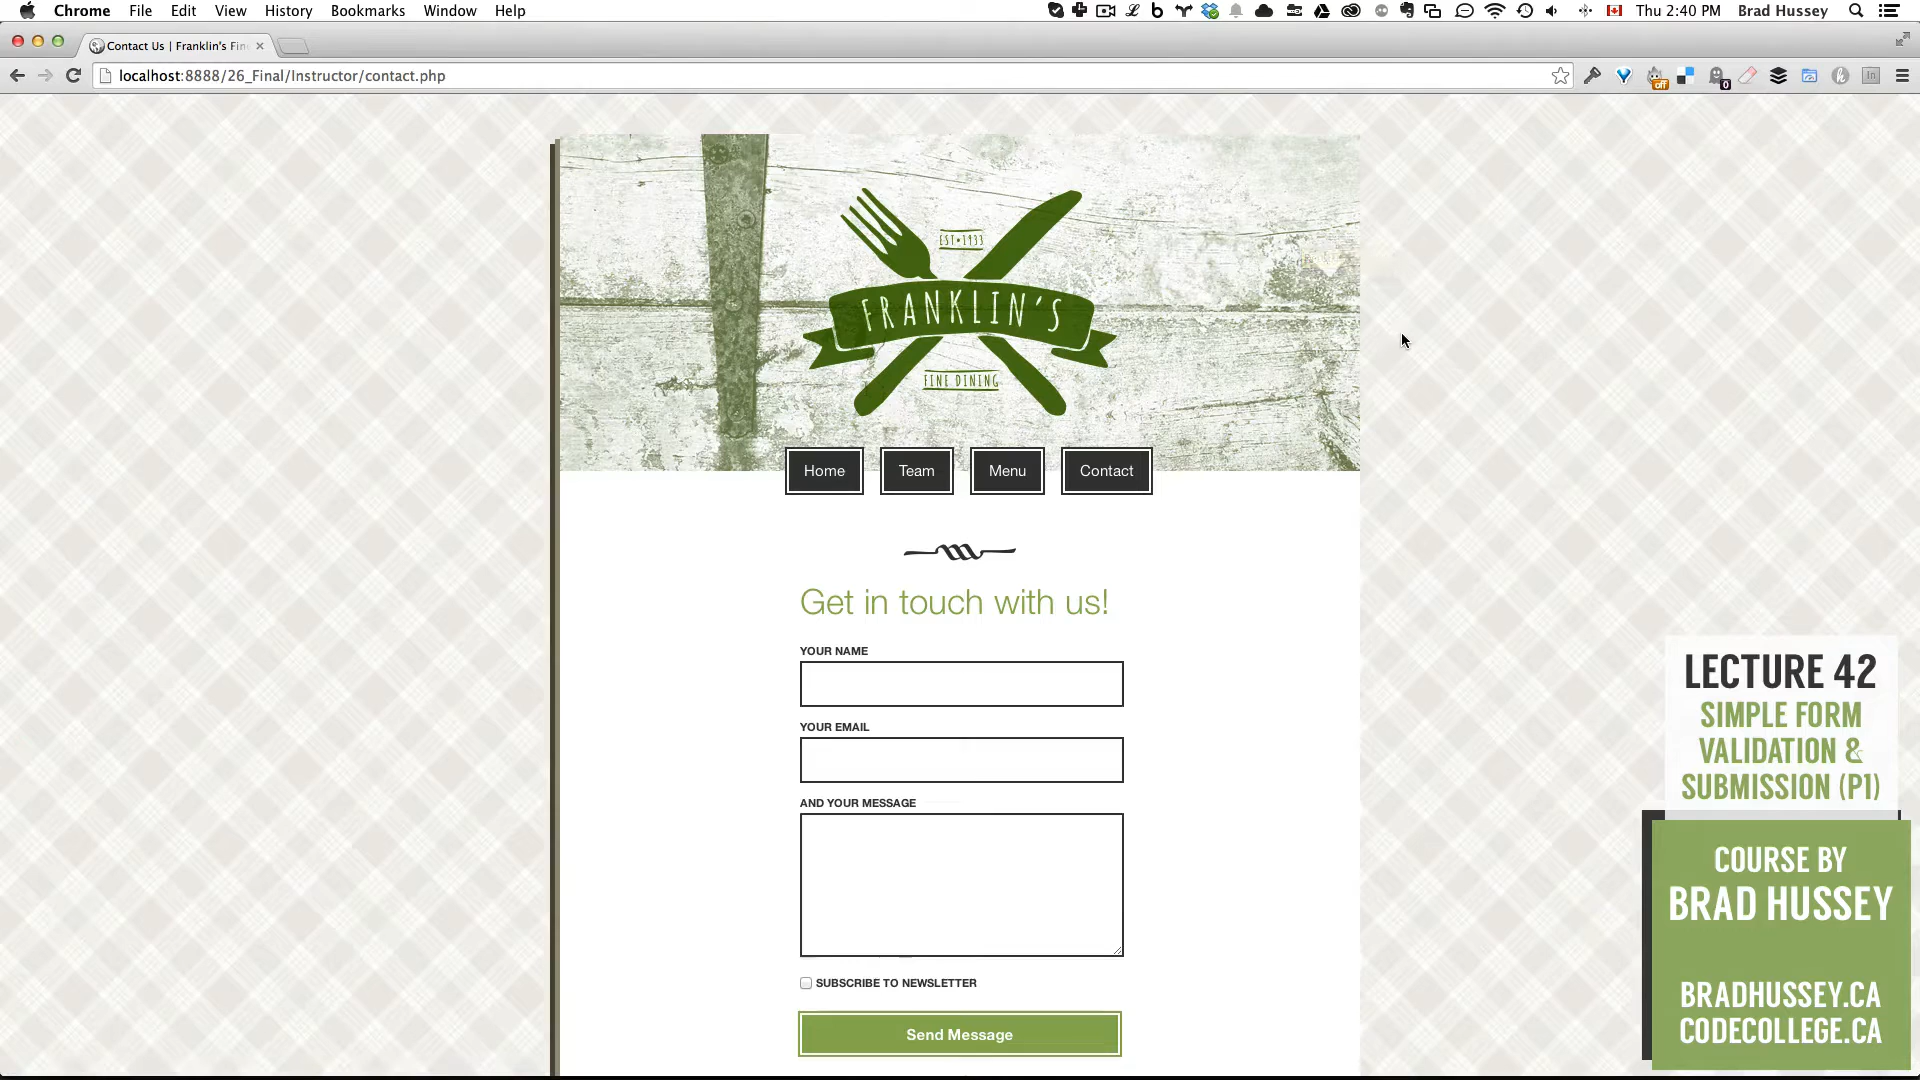 Chrome File Edit View History Bookmarks Window Help Thu 2:40 PM Brad Hussey
Contact Us | Franklin's Fin
localhost:8888/26_Final/Instructor/contact.php
off
0
EST•1933
FRANKLIN'S
FINE DINING
Home Team Menu Contact
Get in touch with us!
YOUR NAME
YOUR EMAIL
AND YOUR MESSAGE
SUBSCRIBE TO NEWSLETTER
Send Message
LECTURE 42
SIMPLE FORM
VALIDATION &
SUBMISSION (P1)
COURSE BY
BRAD HUSSEY
BRADHUSSEY.CA
CODECOLLEGE.CA